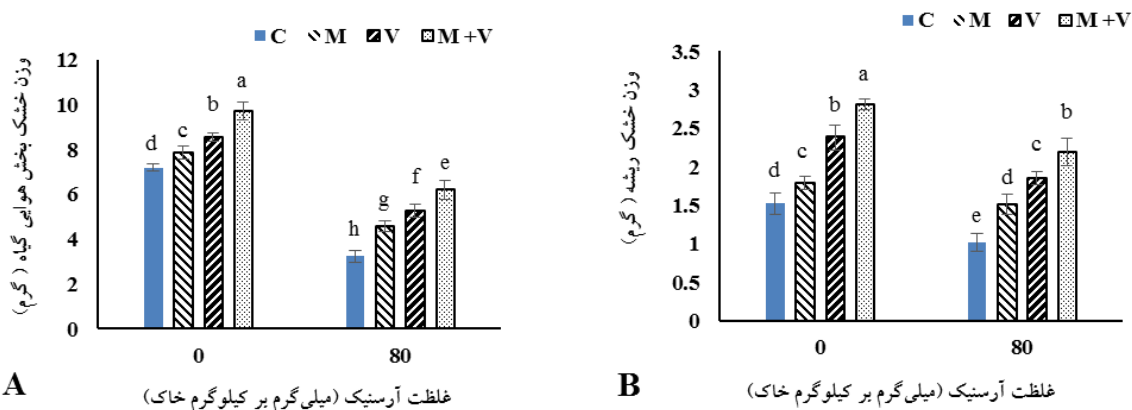 C M V M +V
وزن خشک بخش هوایی گیاه ( گرم)
12
10
8
6
4
2
0
d c b a
h g f e
0 80
غلظت آرسنیک (میلی‌گرم بر کیلوگرم خاک)
A
C M V M +V
وزن خشک ریشه ( گرم)
3.5
3
2.5
2
1.5
1
0.5
0
d c b a
e d c b
0 80
غلظت آرسنیک (میلی‌گرم بر کیلوگرم خاک)
B